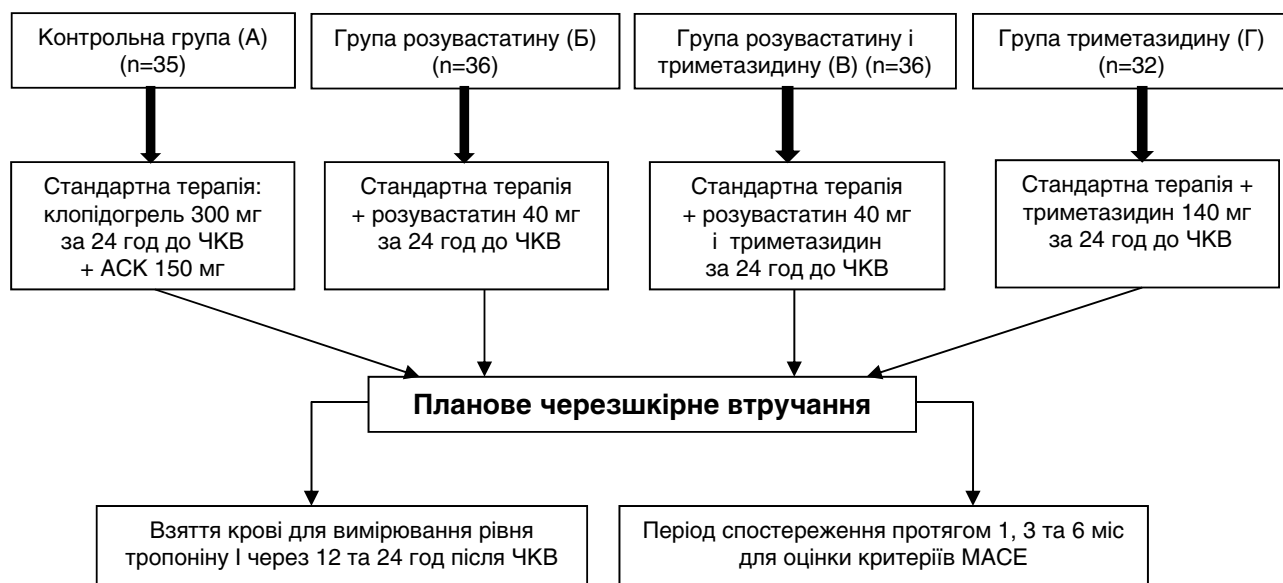 Контрольна група (А)
(n=35)
Група розувастатину (Б)
(n=36)
Група розувастатину і
триметазидину (В) (n=36)
Група триметазидину (Г)
(n=32)
Стандартна терапія:
клопідогрель 300 мг
за 24 год до ЧКВ
+ АСК 150 мг
Стандартна терапія
+ розувастатин 40 мг
за 24 год до ЧКВ
Стандартна терапія
+ розувастатин 40 мг
і триметазидин
за 24 год до ЧКВ
Стандартна терапія +
триметазидин 140 мг
за 24 год до ЧКВ
Планове черезшкірне втручання
Взяття крові для вимірювання рівня
тропоніну І через 12 та 24 год після ЧКВ
Період спостереження протягом 1, 3 та 6 міс
для оцінки критеріїв МАСЕ